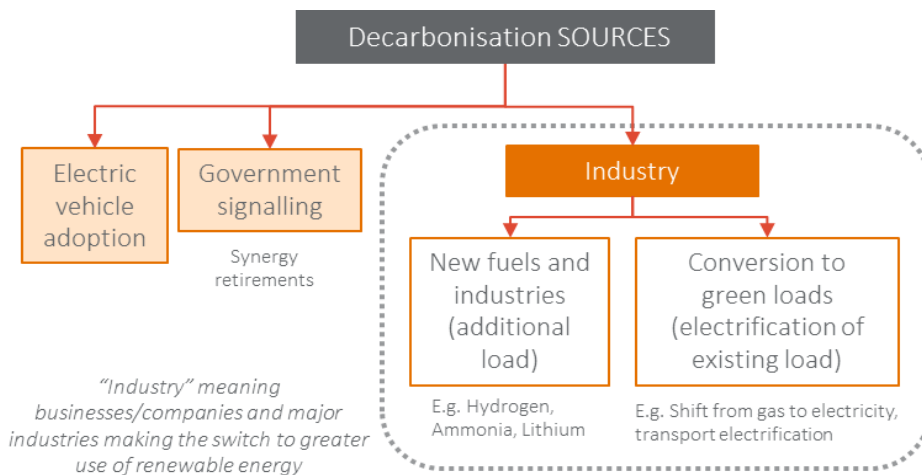 Decarbonisation SOURCES
Electric
vehicle
adoption
Government
signalling
Synergy
retirements
Industry
New fuels and
industries
(additional
load)
E.g. Hydrogen,
Ammonia, Lithium
Conversion to
green loads
(electrification of
existing load)
E.g. Shift from gas to electricity,
transport electrification
“Industry” meaning
businesses/companies and major
industries making the switch to greater
use of renewable energy